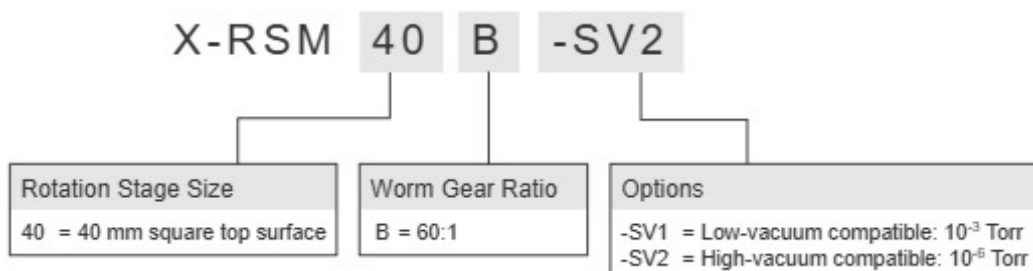 X-RSM 40 B -SV2
Rotation Stage Size
40 = 40 mm square top surface
Worm Gear Ratio
B = 60:1
Options
-SV1 = Low-vacuum compatible: 10⁻³ Torr
-SV2 = High-vacuum compatible: 10⁻⁶ Torr